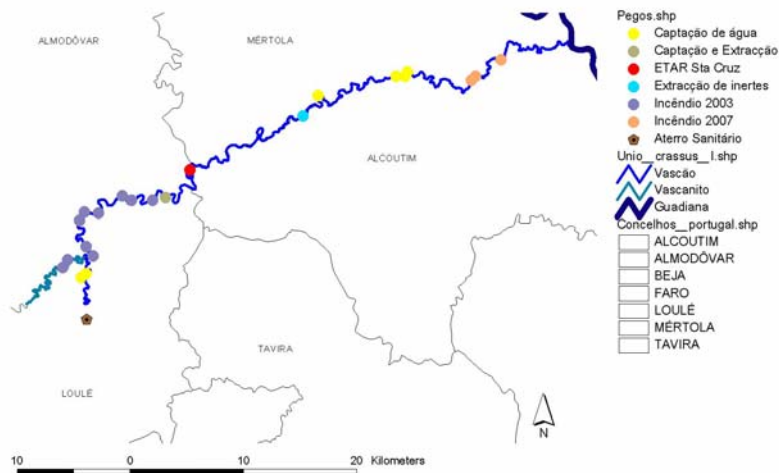 ALMODÔVAR
MÉRTOLA
ALCOUTIM
TAVIRA
LOULÉ
N
10 0 10 20 Kilometers
Pegos.shp
Captação de água
Captação e Extracção
ETAR Sta Cruz
Extracção de inertes
Incêndio 2003
Incêndio 2007
Aterro Sanitário
Unio__crassus__l.shp
Vascão
Vascanito
Guadiana
Concelhos__portugal.shp
ALCOUTIM
ALMODÔVAR
BEJA
FARO
LOULÉ
MÉRTOLA
TAVIRA